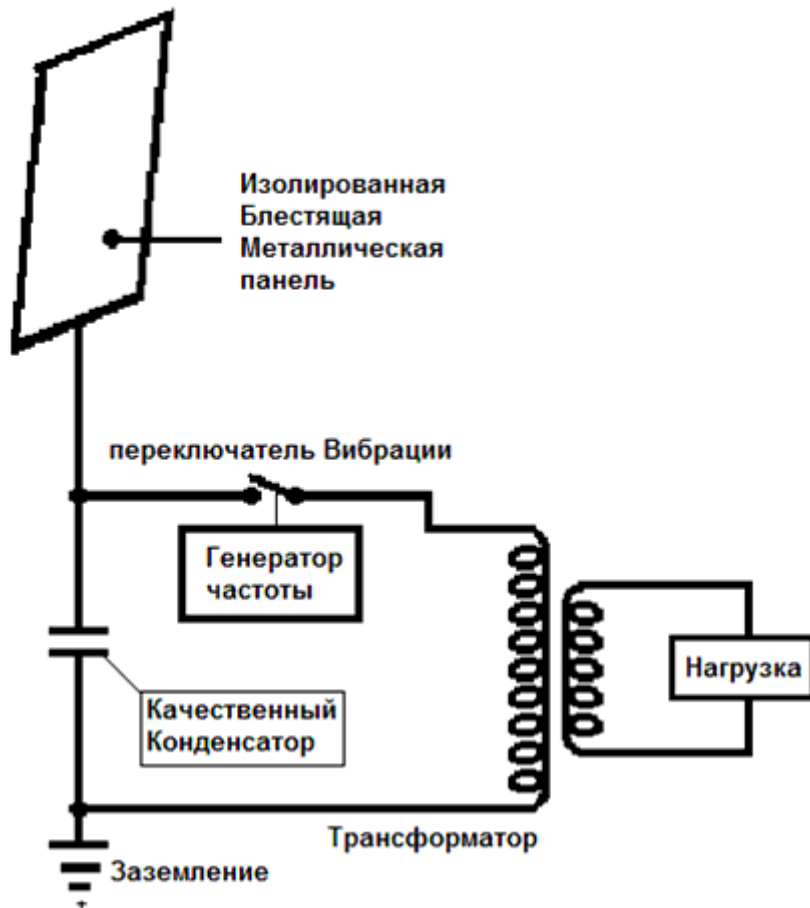 Изолированная
Блестящая
Металлическая
панель
переключатель Вибрации
Генератор
частоты
Нагрузка
Качественный
Конденсатор
Трансформатор
Заземление